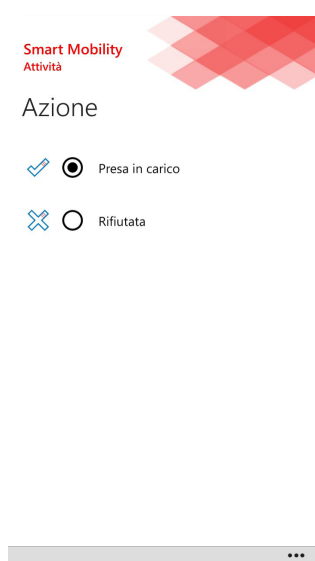 Smart Mobility
Attività
Azione
Presa in carico
Rifiutata